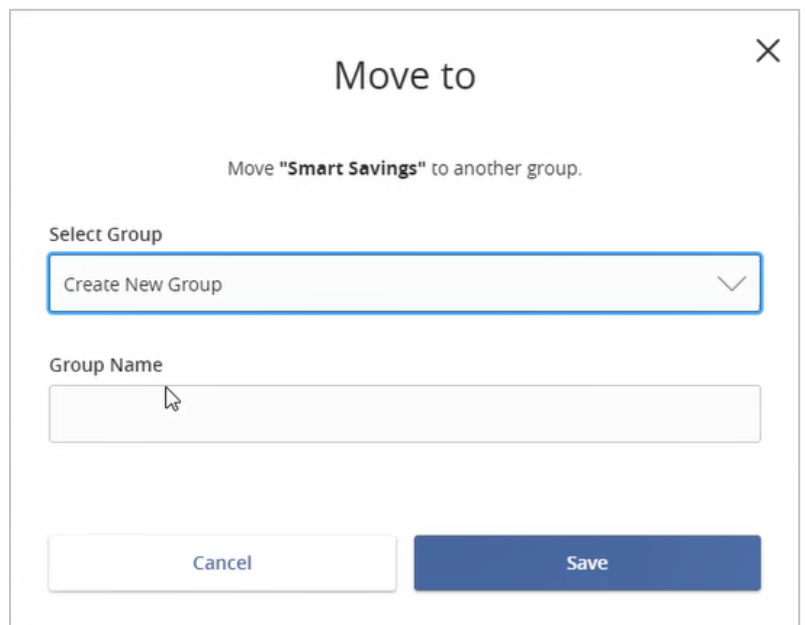 Move to
Move "Smart Savings" to another group.
Select Group
Create New Group
Group Name
Cancel
Save